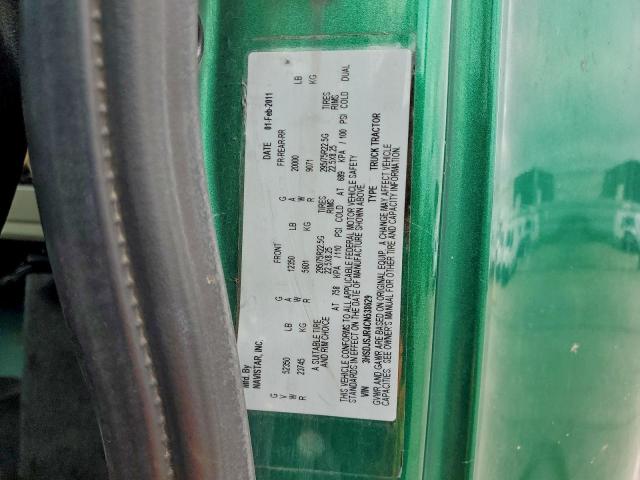 Mfd. By
NAVISTAR, INC. DATE 01-Feb-2011
G FRONT G FR-REAR-RR
V 52350 LB A 12350 LB A 20000 LB
W 23745 KG W 5601 KG W 9071 KG
R R R
A SUITABLE TIRE 295/75R22.5G TIRES 295/75R22.5G TIRES
AND RIM CHOICE 22.5X8.25 RIMS 22.5X8.25 RIMS
AT 758 KPA / 110 PSI COLD AT 689 KPA / 100 PSI COLD DUAL
THIS VEHICLE CONFORMS TO ALL APPLICABLE FEDERAL MOTOR VEHICLE SAFETY
STANDARDS IN EFFECT ON THE DATE OF MANUFACTURE SHOWN ABOVE.
VIN TYPE TRUCK TRACTOR
GVWR AND GAWR ARE BASED ON ORIGINAL EQUIP. A CHANGE MAY AFFECT VEHICLE
CAPACITIES. SEE OWNER'S MANUAL FOR OTHER TIRE AND CAPACITY INFORMATION.